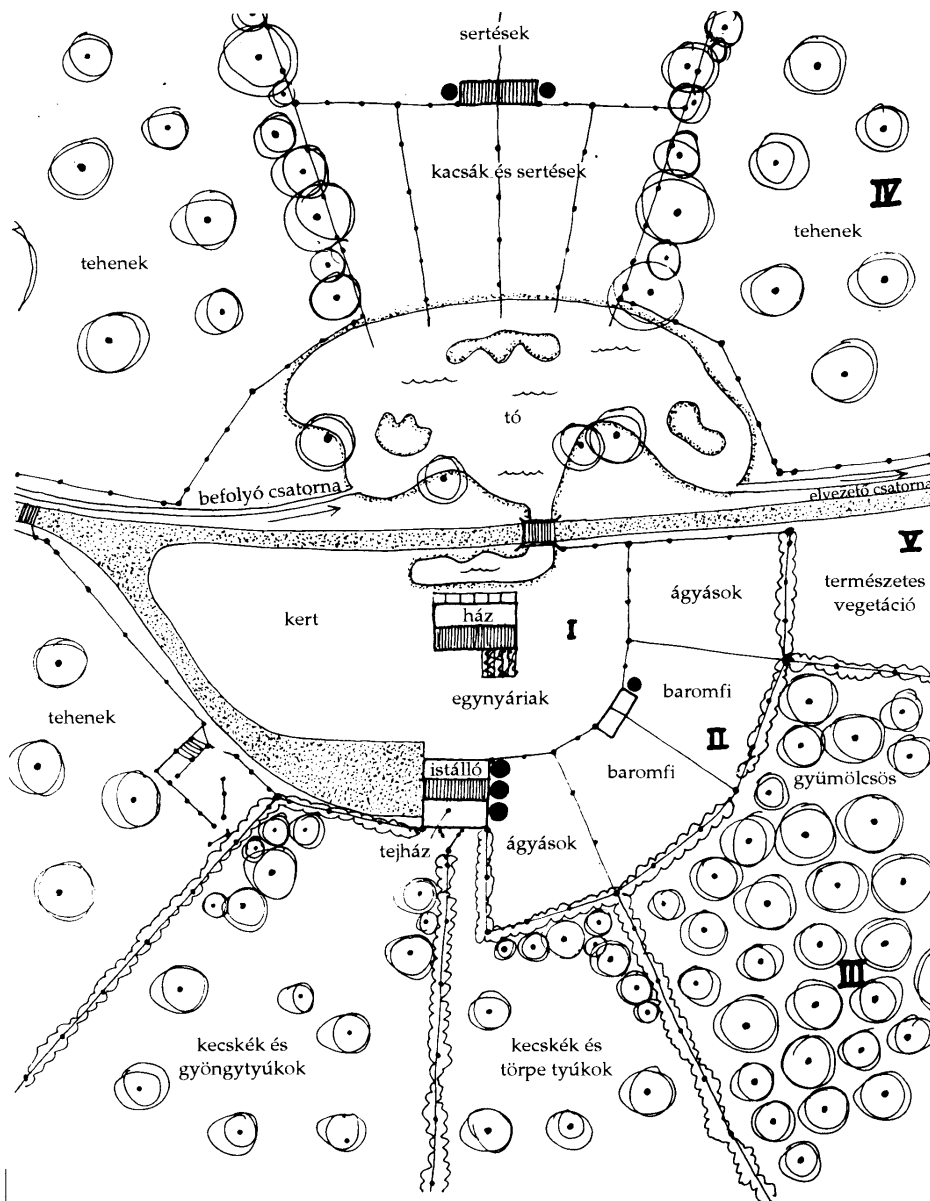 sertések
kacsák és sertések
IV
tehenek
tehenek
tó
befolyó csatorna
elvezető csatorna
V
természetes
vegetáció
ágyások
kert
ház
I
egynyáriak
baromfi
II
tehenek
istálló
baromfi
gyümölcsös
tejház
ágyások
III
kecskék és
gyöngytyúkok
kecskék és
törpe tyúkok